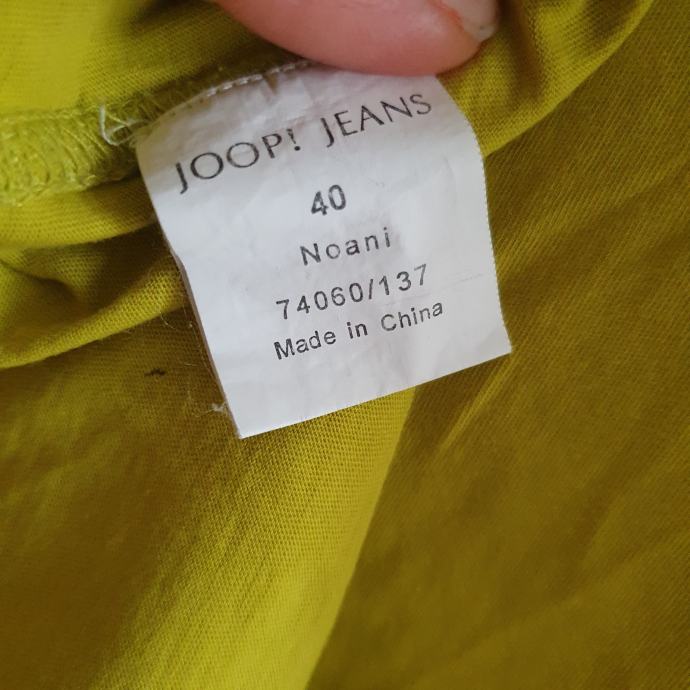 JOOP! JEANS
40
Noani
74060/137
Made in China